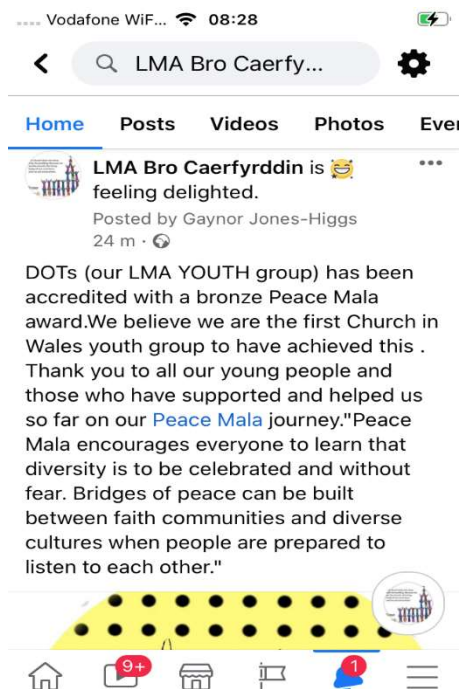 Vodafone WiF... 08:28
LMA Bro Caerfy...
Home Posts Videos Photos Ever
LMA Bro Caerfyrddin is
feeling delighted.
Posted by Gaynor Jones-Higgs
24 m ·
DOTs (our LMA YOUTH group) has been
accredited with a bronze Peace Mala
award.We believe we are the first Church in
Wales youth group to have achieved this .
Thank you to all our young people and
those who have supported and helped us
so far on our Peace Mala journey."Peace
Mala encourages everyone to learn that
diversity is to be celebrated and without
fear. Bridges of peace can be built
between faith communities and diverse
cultures when people are prepared to
listen to each other."
9+ 1